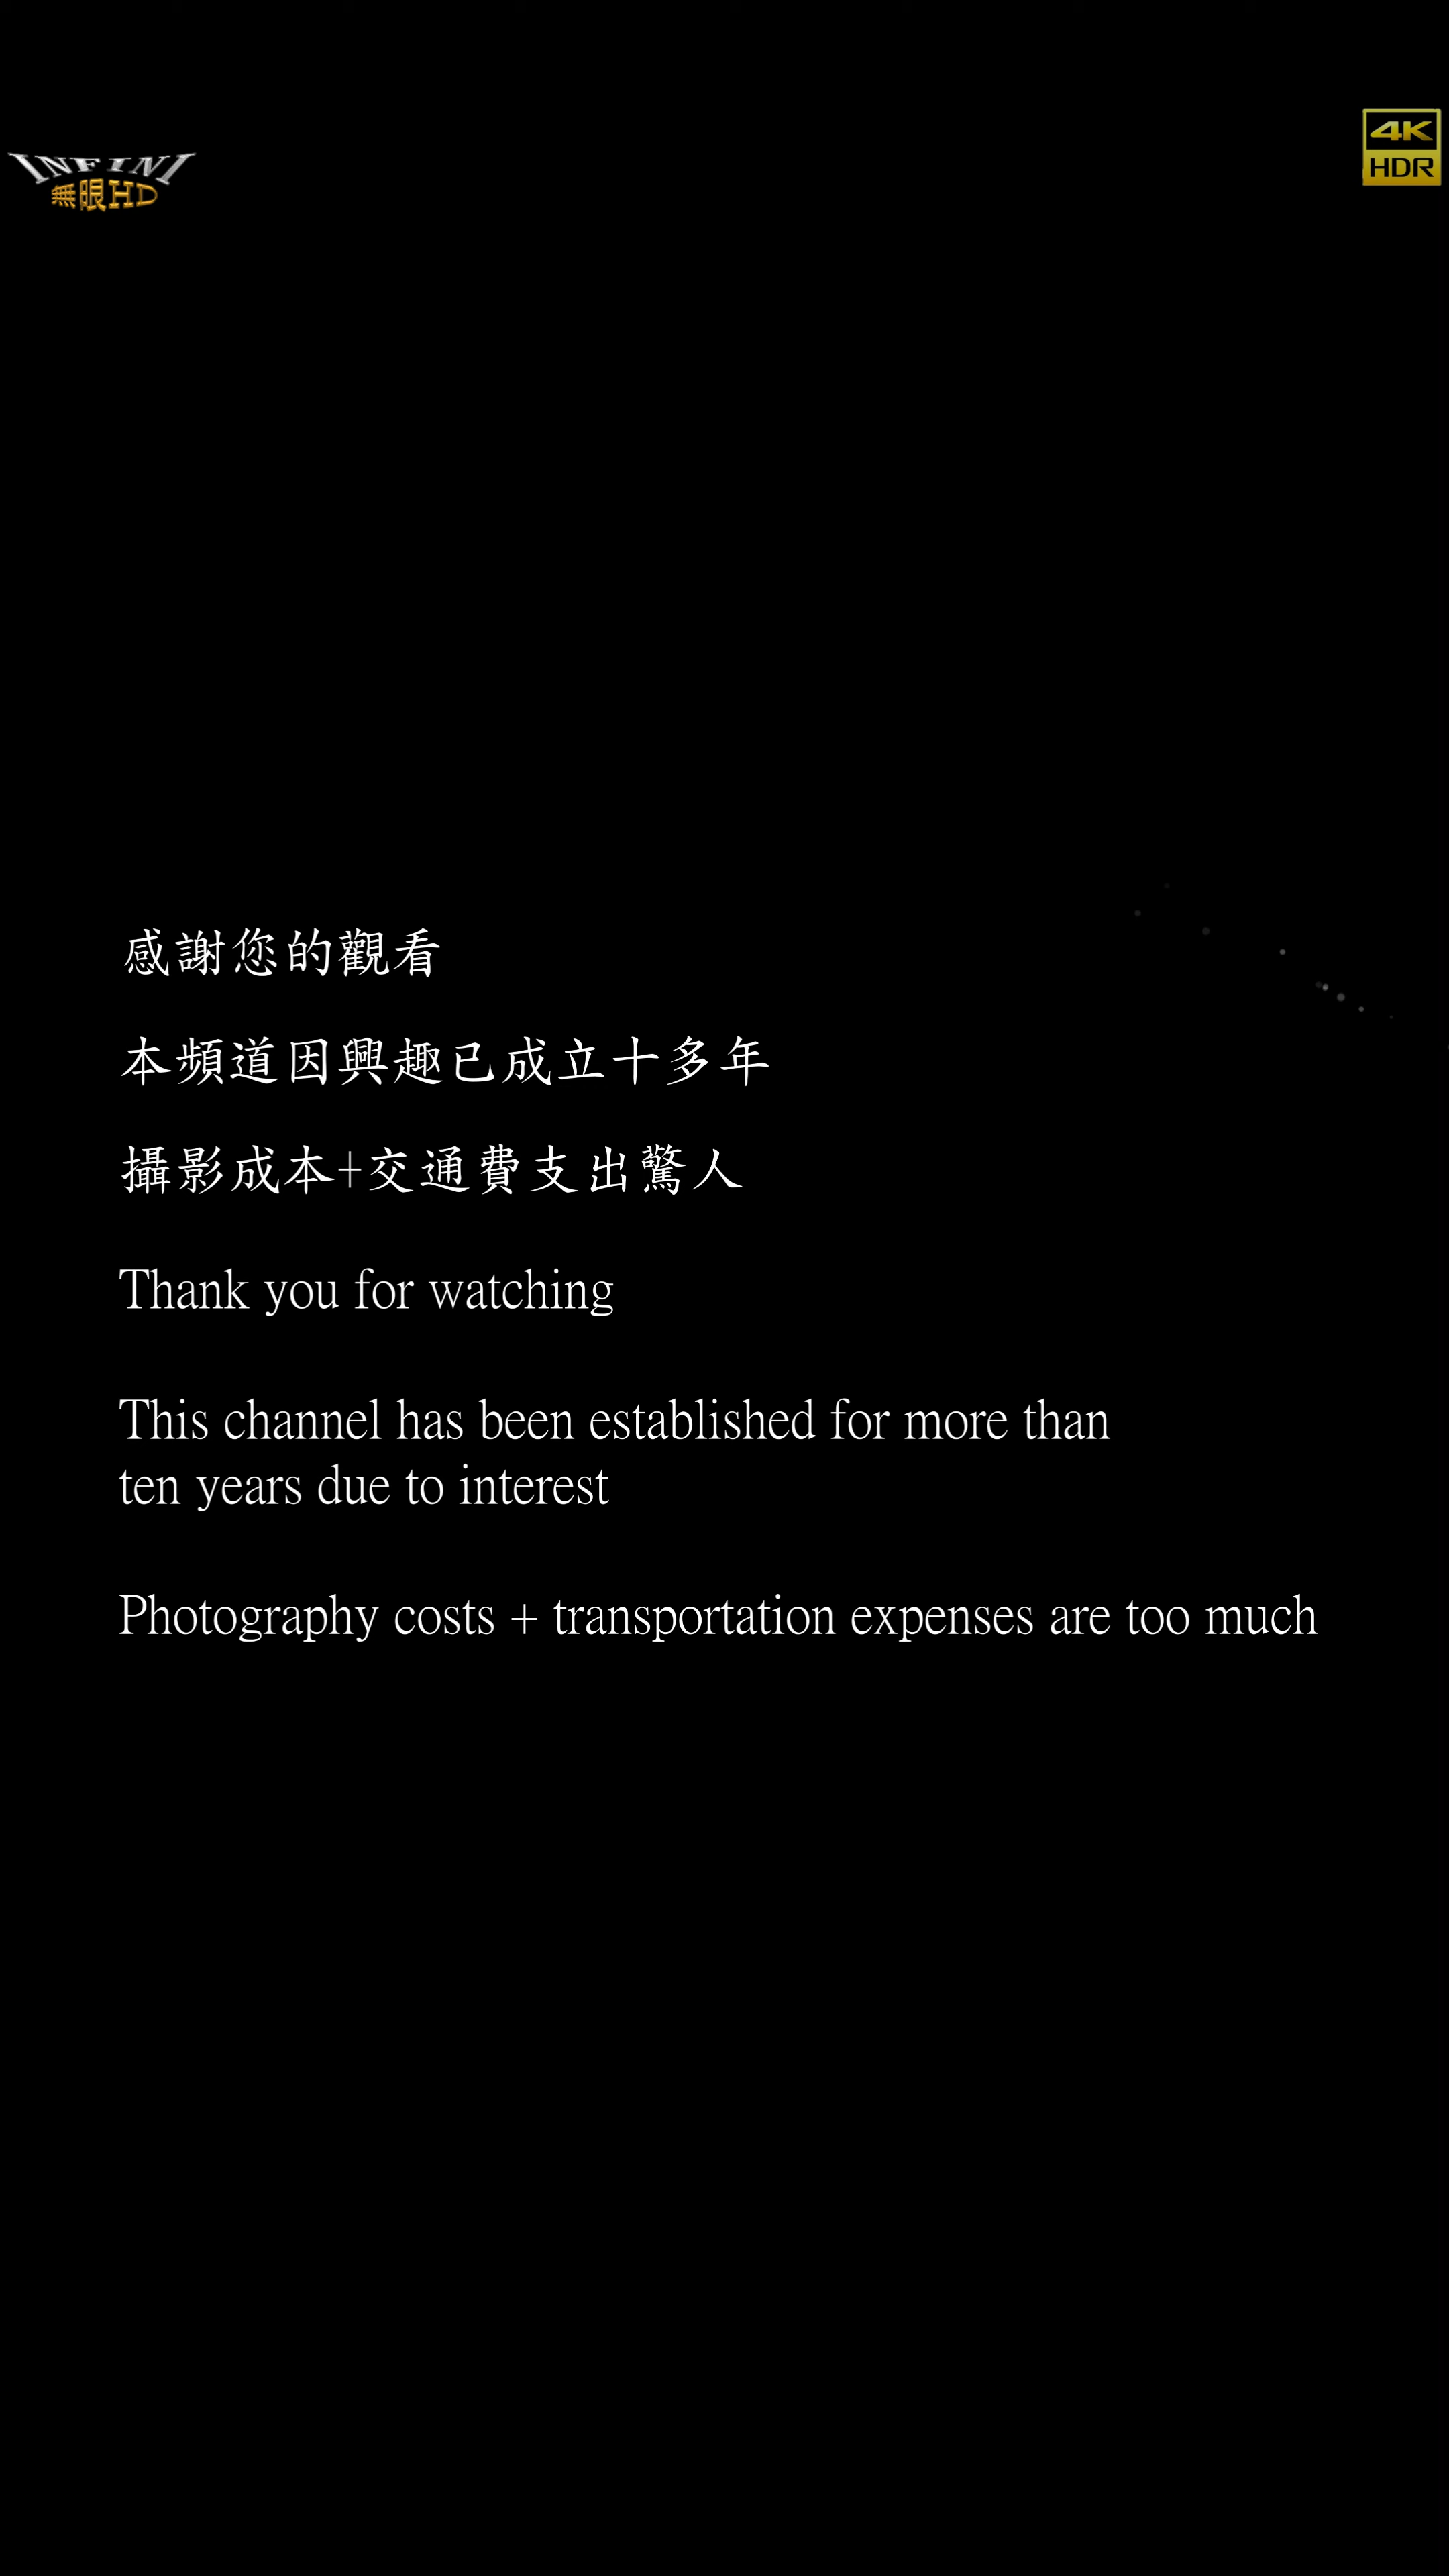 INFINI
無限HD
4K
HDR
感謝您的觀看
本頻道因興趣已成立十多年
攝影成本+交通費支出驚人
Thank you for watching
This channel has been established for more than
ten years due to interest
Photography costs + transportation expenses are too much